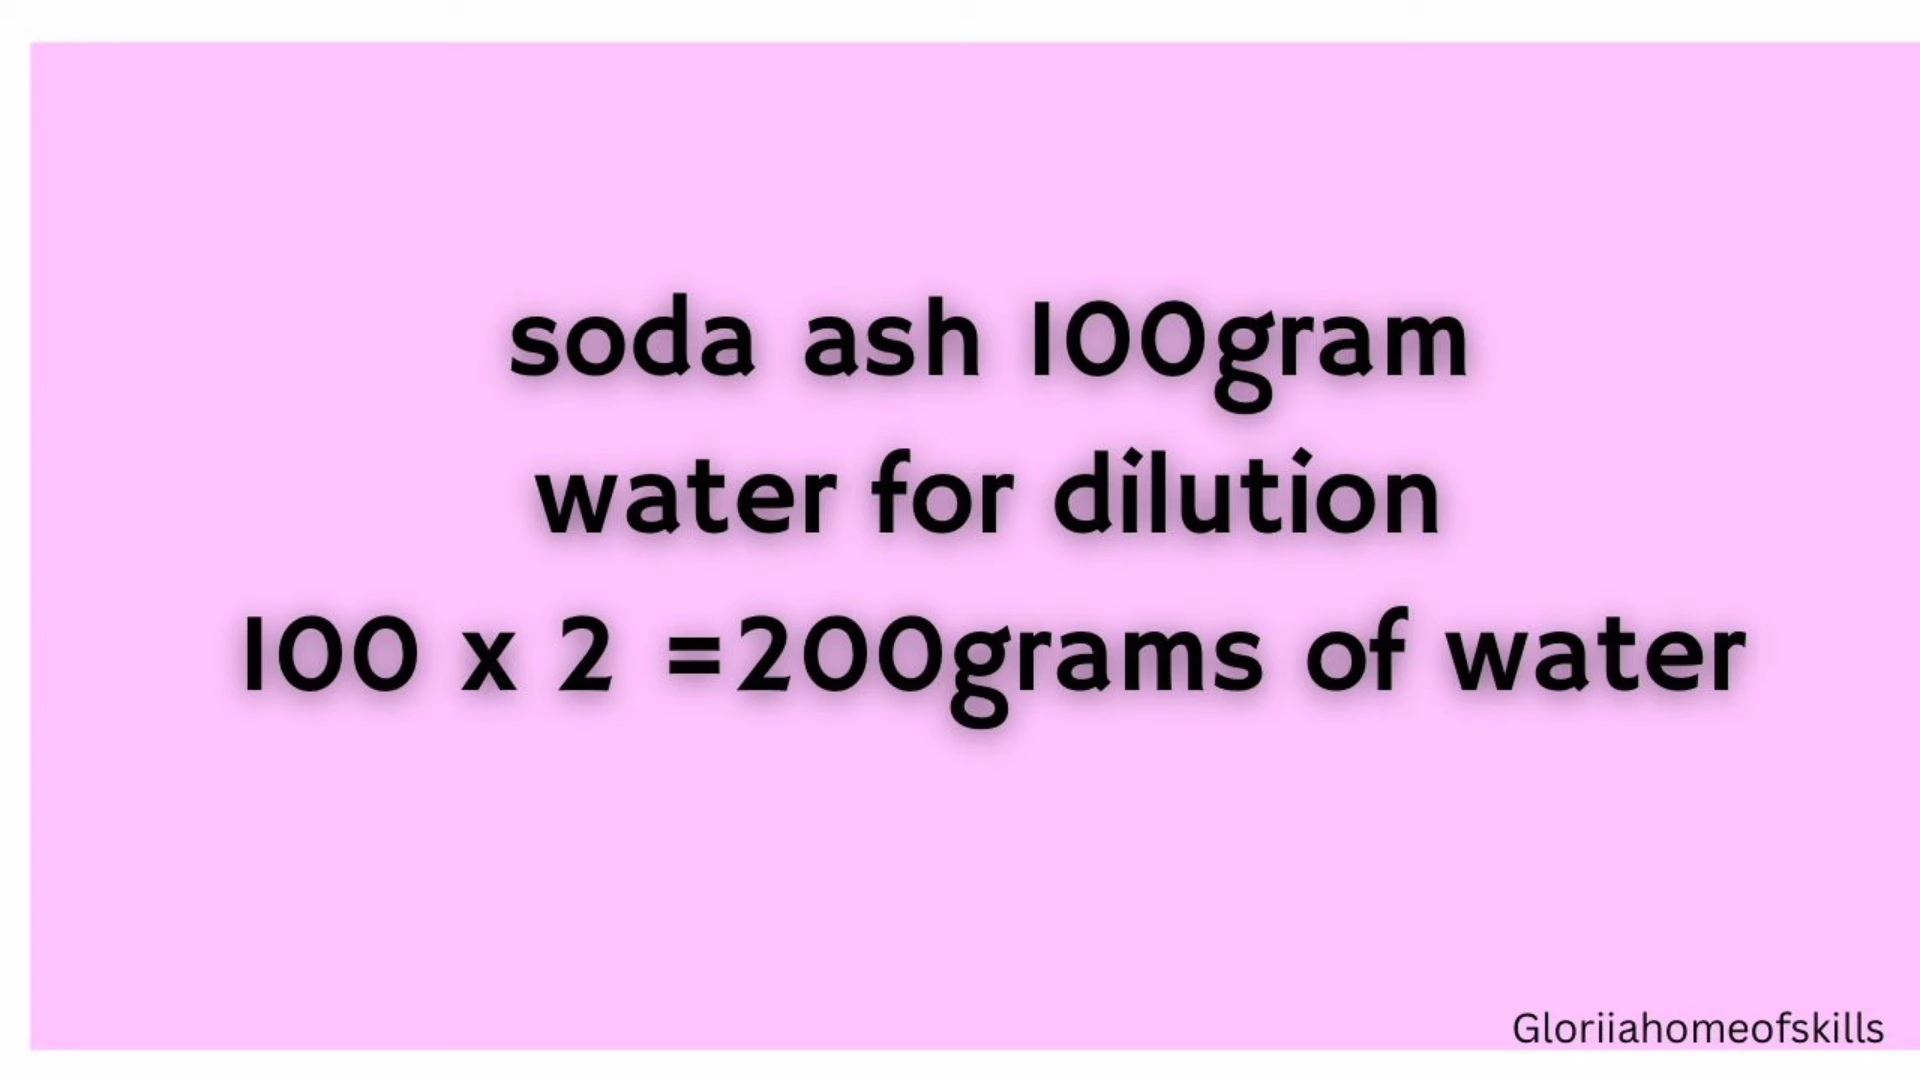 soda ash 100gram
water for dilution
100 x 2 =200grams of water
Gloriiahomeofskills